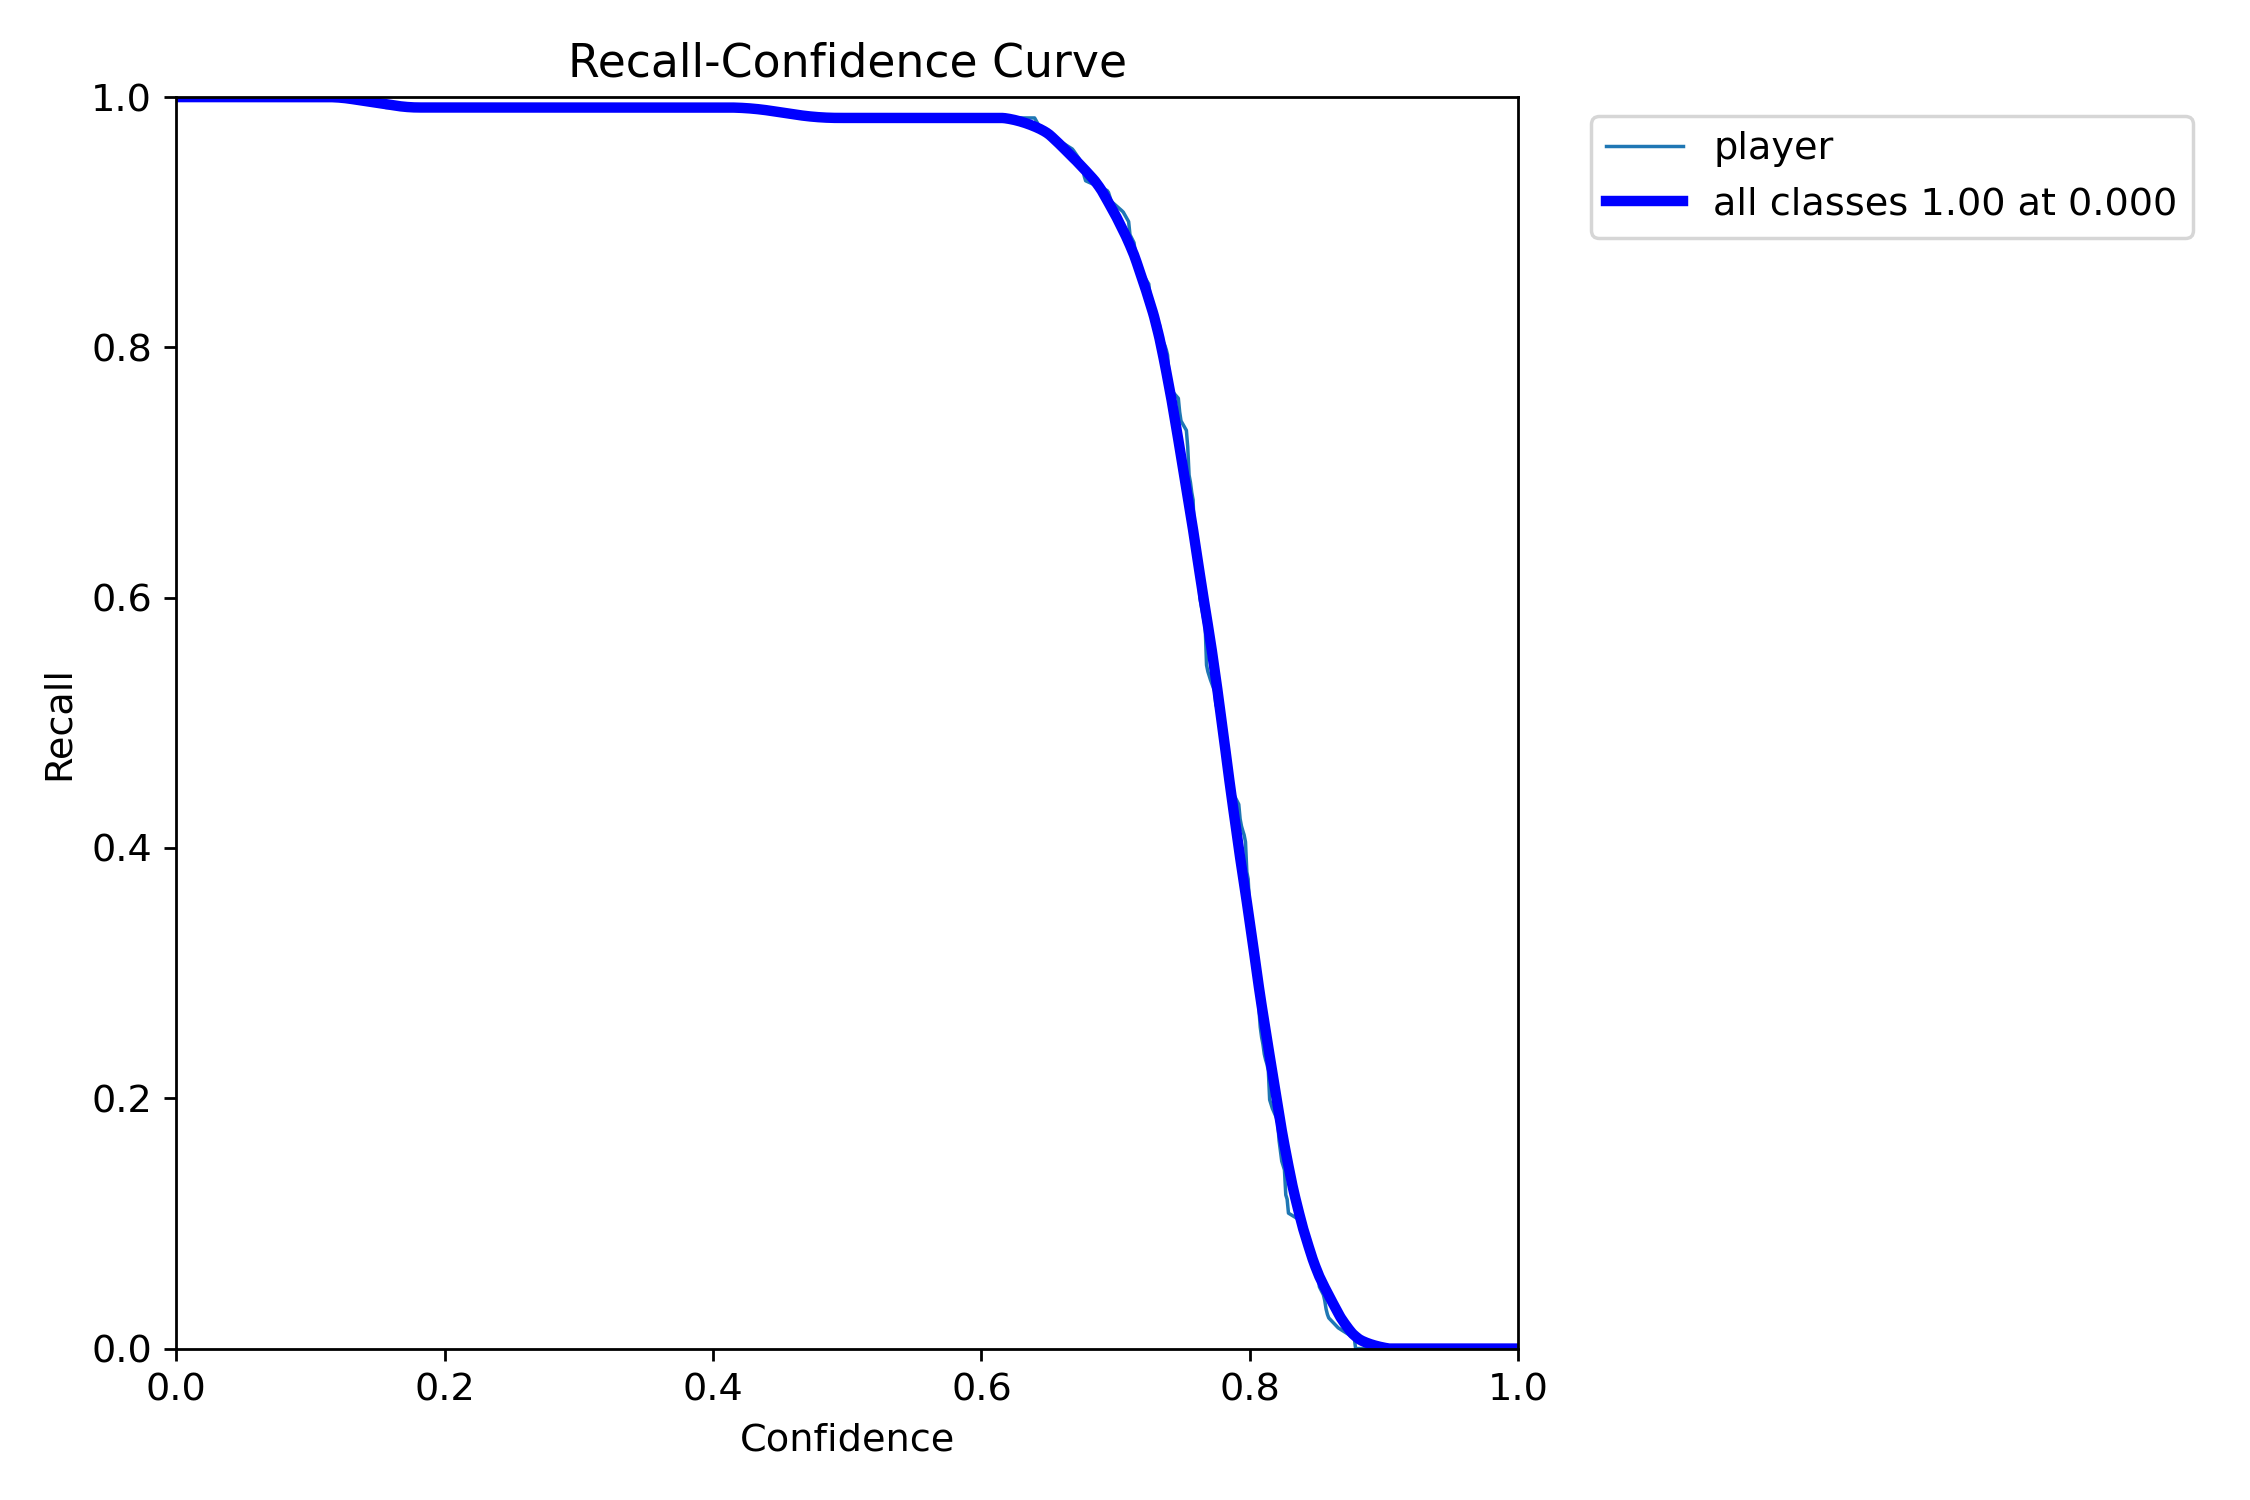 Recall-Confidence Curve
player
all classes 1.00 at 0.000
1.0
0.8
0.6
0.4
0.2
0.0
Recall
0.0 0.2 0.4 0.6 0.8 1.0
Confidence